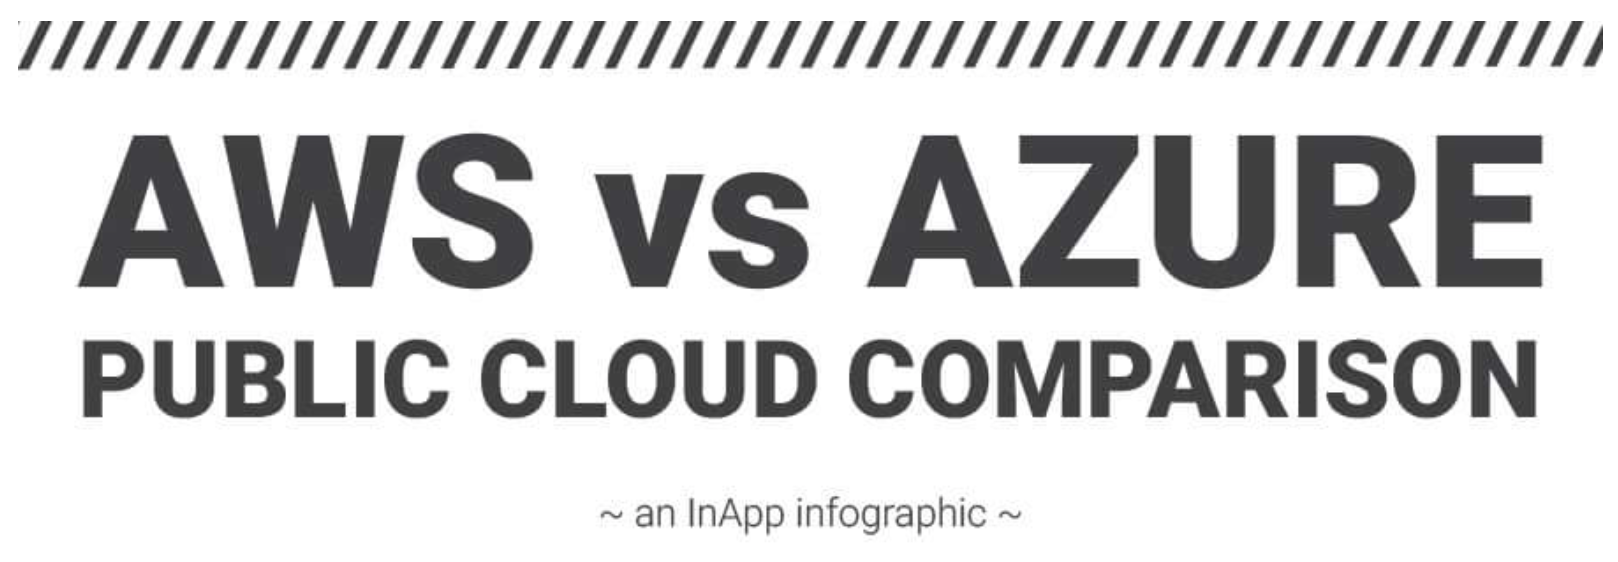 AWS vs AZURE
PUBLIC CLOUD COMPARISON
~ an InApp infographic ~